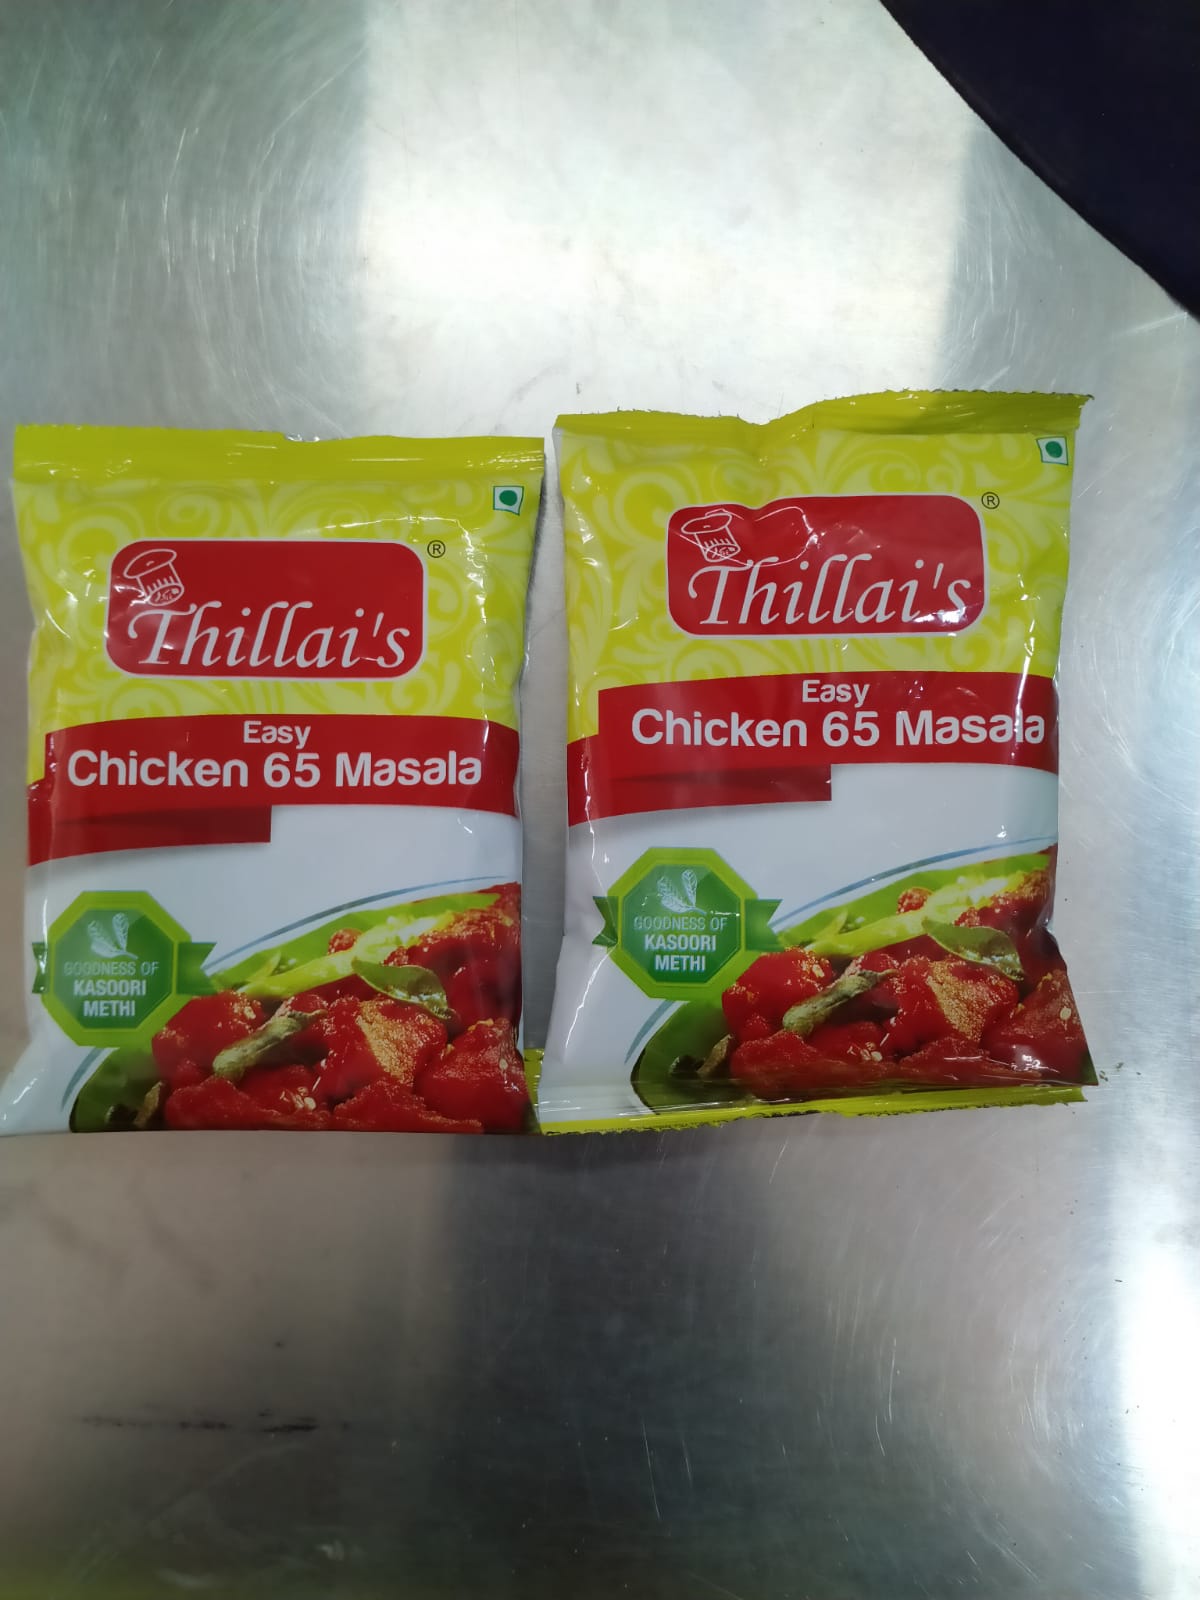 ®
Thillai's
Easy
Chicken 65 Masala
GOODNESS OF
KASOORI
METHI
®
Thillai's
Easy
Chicken 65 Masala
GOODNESS OF
KASOORI
METHI